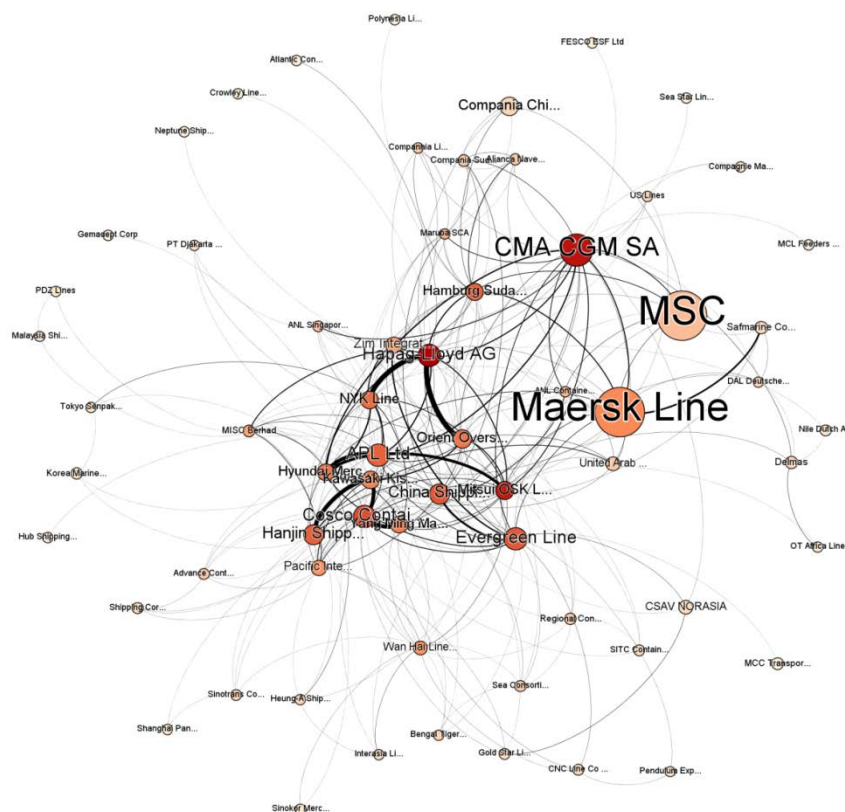 Polynesia Li...
FESCO ESF Ltd
Atlantic Con...
Crowley Line...
Sea Star Lin...
Compania Chi...
Neptune Ship...
Compannia Li...
Compania Sud...
Alianca Nave...
Compagnie Ma...
US Lines
Gemadept Corp
PT Djakarta ...
Maruba SCA
CMA CGM SA
MCL Feeders ...
PDZ Lines
Hamburg Suda...
MSC
Malaysia Shi...
ANL Singapor...
Zim Integrat...
Safmarine Co...
Hapag-Lloyd AG
Tokyo Senpak...
NYK Line
ANL Containe...
DAL Deutsche...
Maersk Line
MISC Berhad
Orient Overs...
Nile Dutch A...
Korea Marine...
Hyundai Merc...
APL Ltd
United Arab ...
Delmas
Kawasaki Kis...
China Shippi...
Mitsui OSK L...
Cosco Contai...
Yang Ming Ma...
Hub Shipping...
Hanjin Shipp...
Evergreen Line
OT Africa Line
Pacific Inte...
Advance Cont...
Shipping Cor...
CSAV NORASIA
Regional Con...
Wan Hai Line...
SITC Contain...
MCC Transpor...
Sea Consorti...
Sinotrans Co...
Heung-A Ship...
Shanghai Pan...
Bengal Tiger...
Interasia Li...
Gold Star Li...
CNC Line Co ...
Pendulum Exp...
Sinokor Merc...